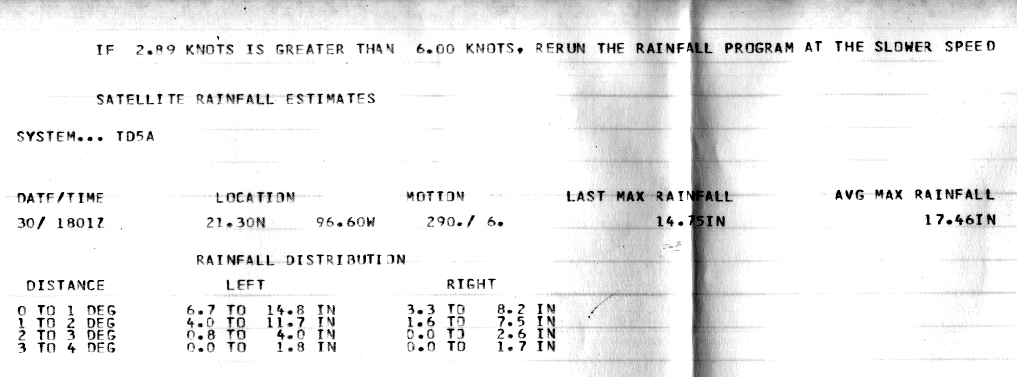 IF 2.89 KNOTS IS GREATER THAN 6.00 KNOTS, RERUN THE RAINFALL PROGRAM AT THE SLOWER SPEED
SATELLITE RAINFALL ESTIMATES
SYSTEM... TD5A
DATE/TIME LOCATION MOTION LAST MAX RAINFALL AVG MAX RAINFALL
30/ 1801Z 21.30N 96.60W 290./ 6. 14.75IN 17.46IN
RAINFALL DISTRIBUTION
DISTANCE LEFT RIGHT
0 TO 1 DEG 6.7 TO 14.8 IN 3.3 TO 8.2 IN
1 TO 2 DEG 4.0 TO 11.7 IN 1.6 TO 7.5 IN
2 TO 3 DEG 0.8 TO 4.0 IN 0.0 TO 2.6 IN
3 TO 4 DEG 0.0 TO 1.8 IN 0.0 TO 1.7 IN